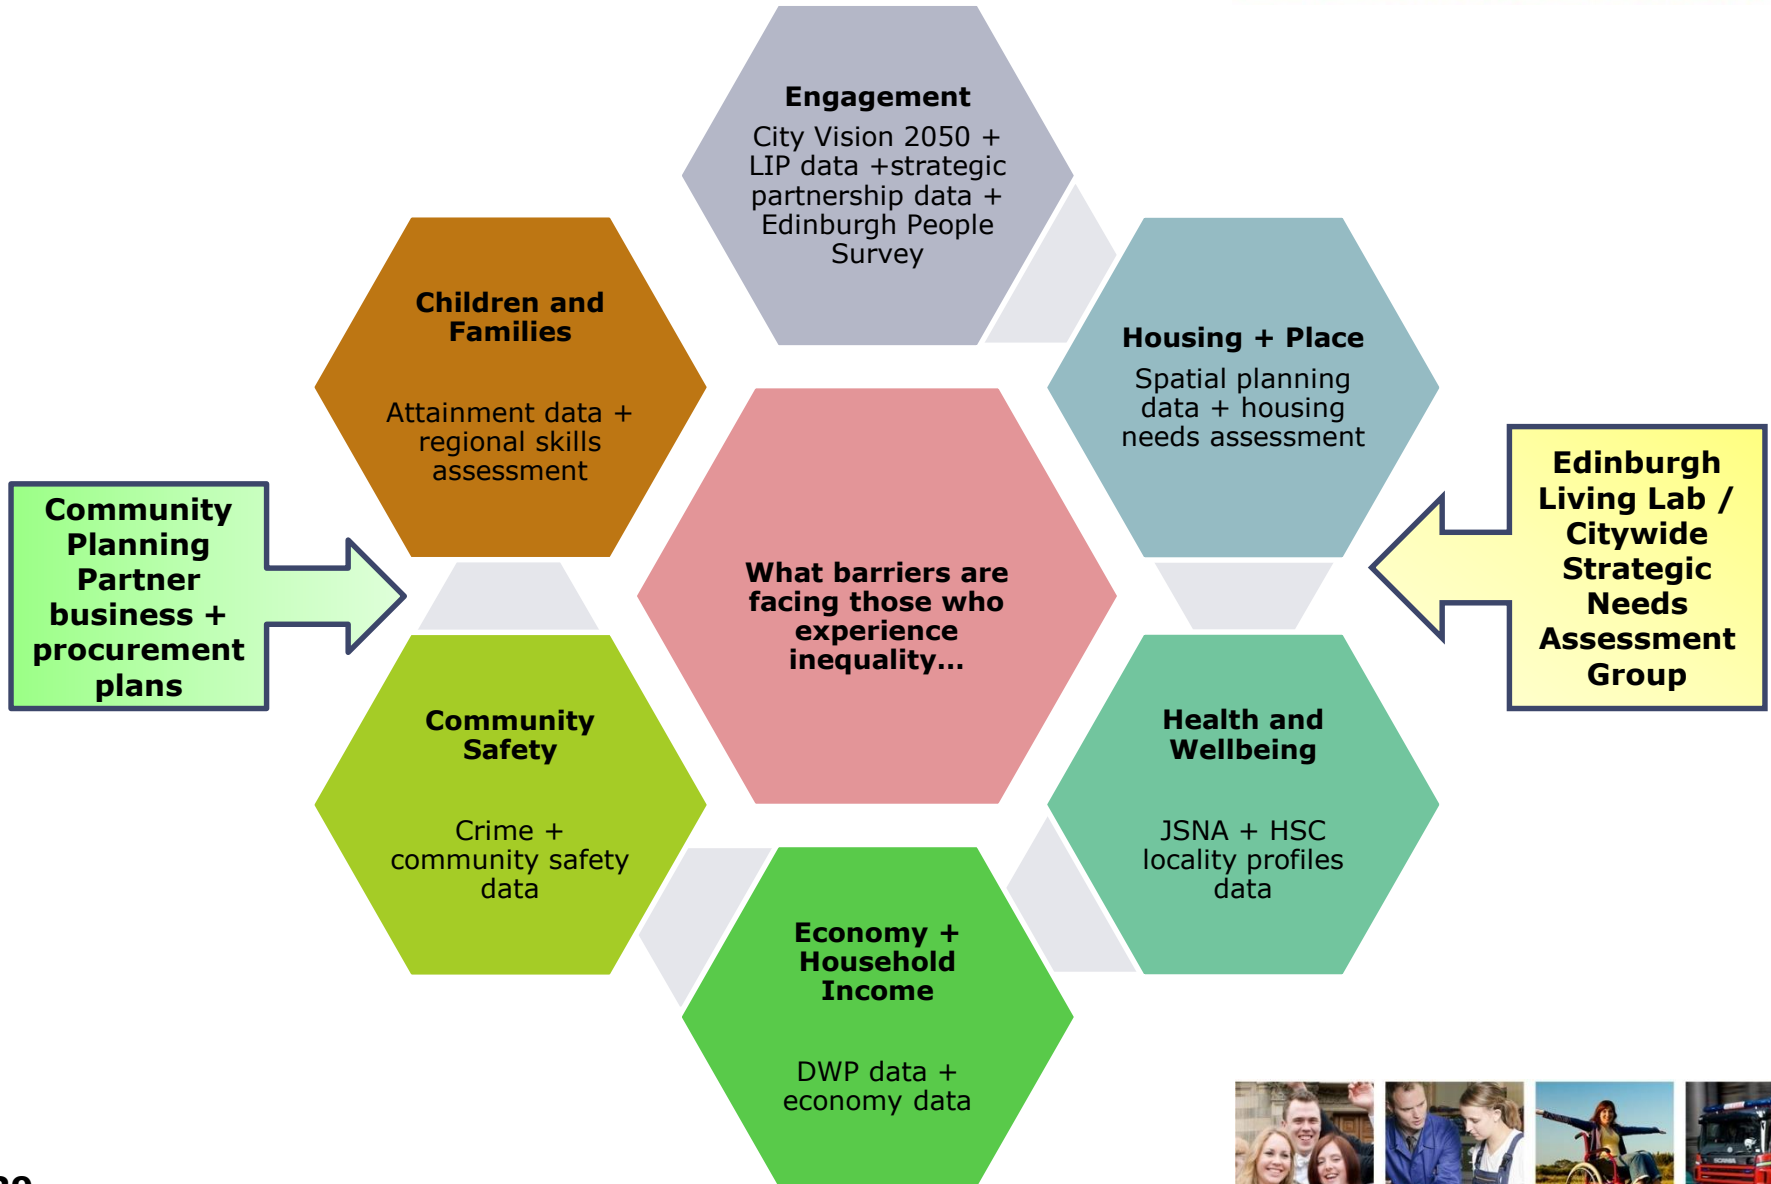 Engagement
City Vision 2050 +
LIP data +strategic
partnership data +
Edinburgh People
Survey
Children and
Families
Attainment data +
regional skills
assessment
Housing + Place
Spatial planning
data + housing
needs assessment
Community
Planning
Partner
business +
procurement
plans
What barriers are
facing those who
experience
inequality...
Edinburgh
Living Lab /
Citywide
Strategic
Needs
Assessment
Group
Community
Safety
Crime +
community safety
data
Health and
Wellbeing
JSNA + HSC
locality profiles
data
Economy +
Household
Income
DWP data +
economy data
SCANIA